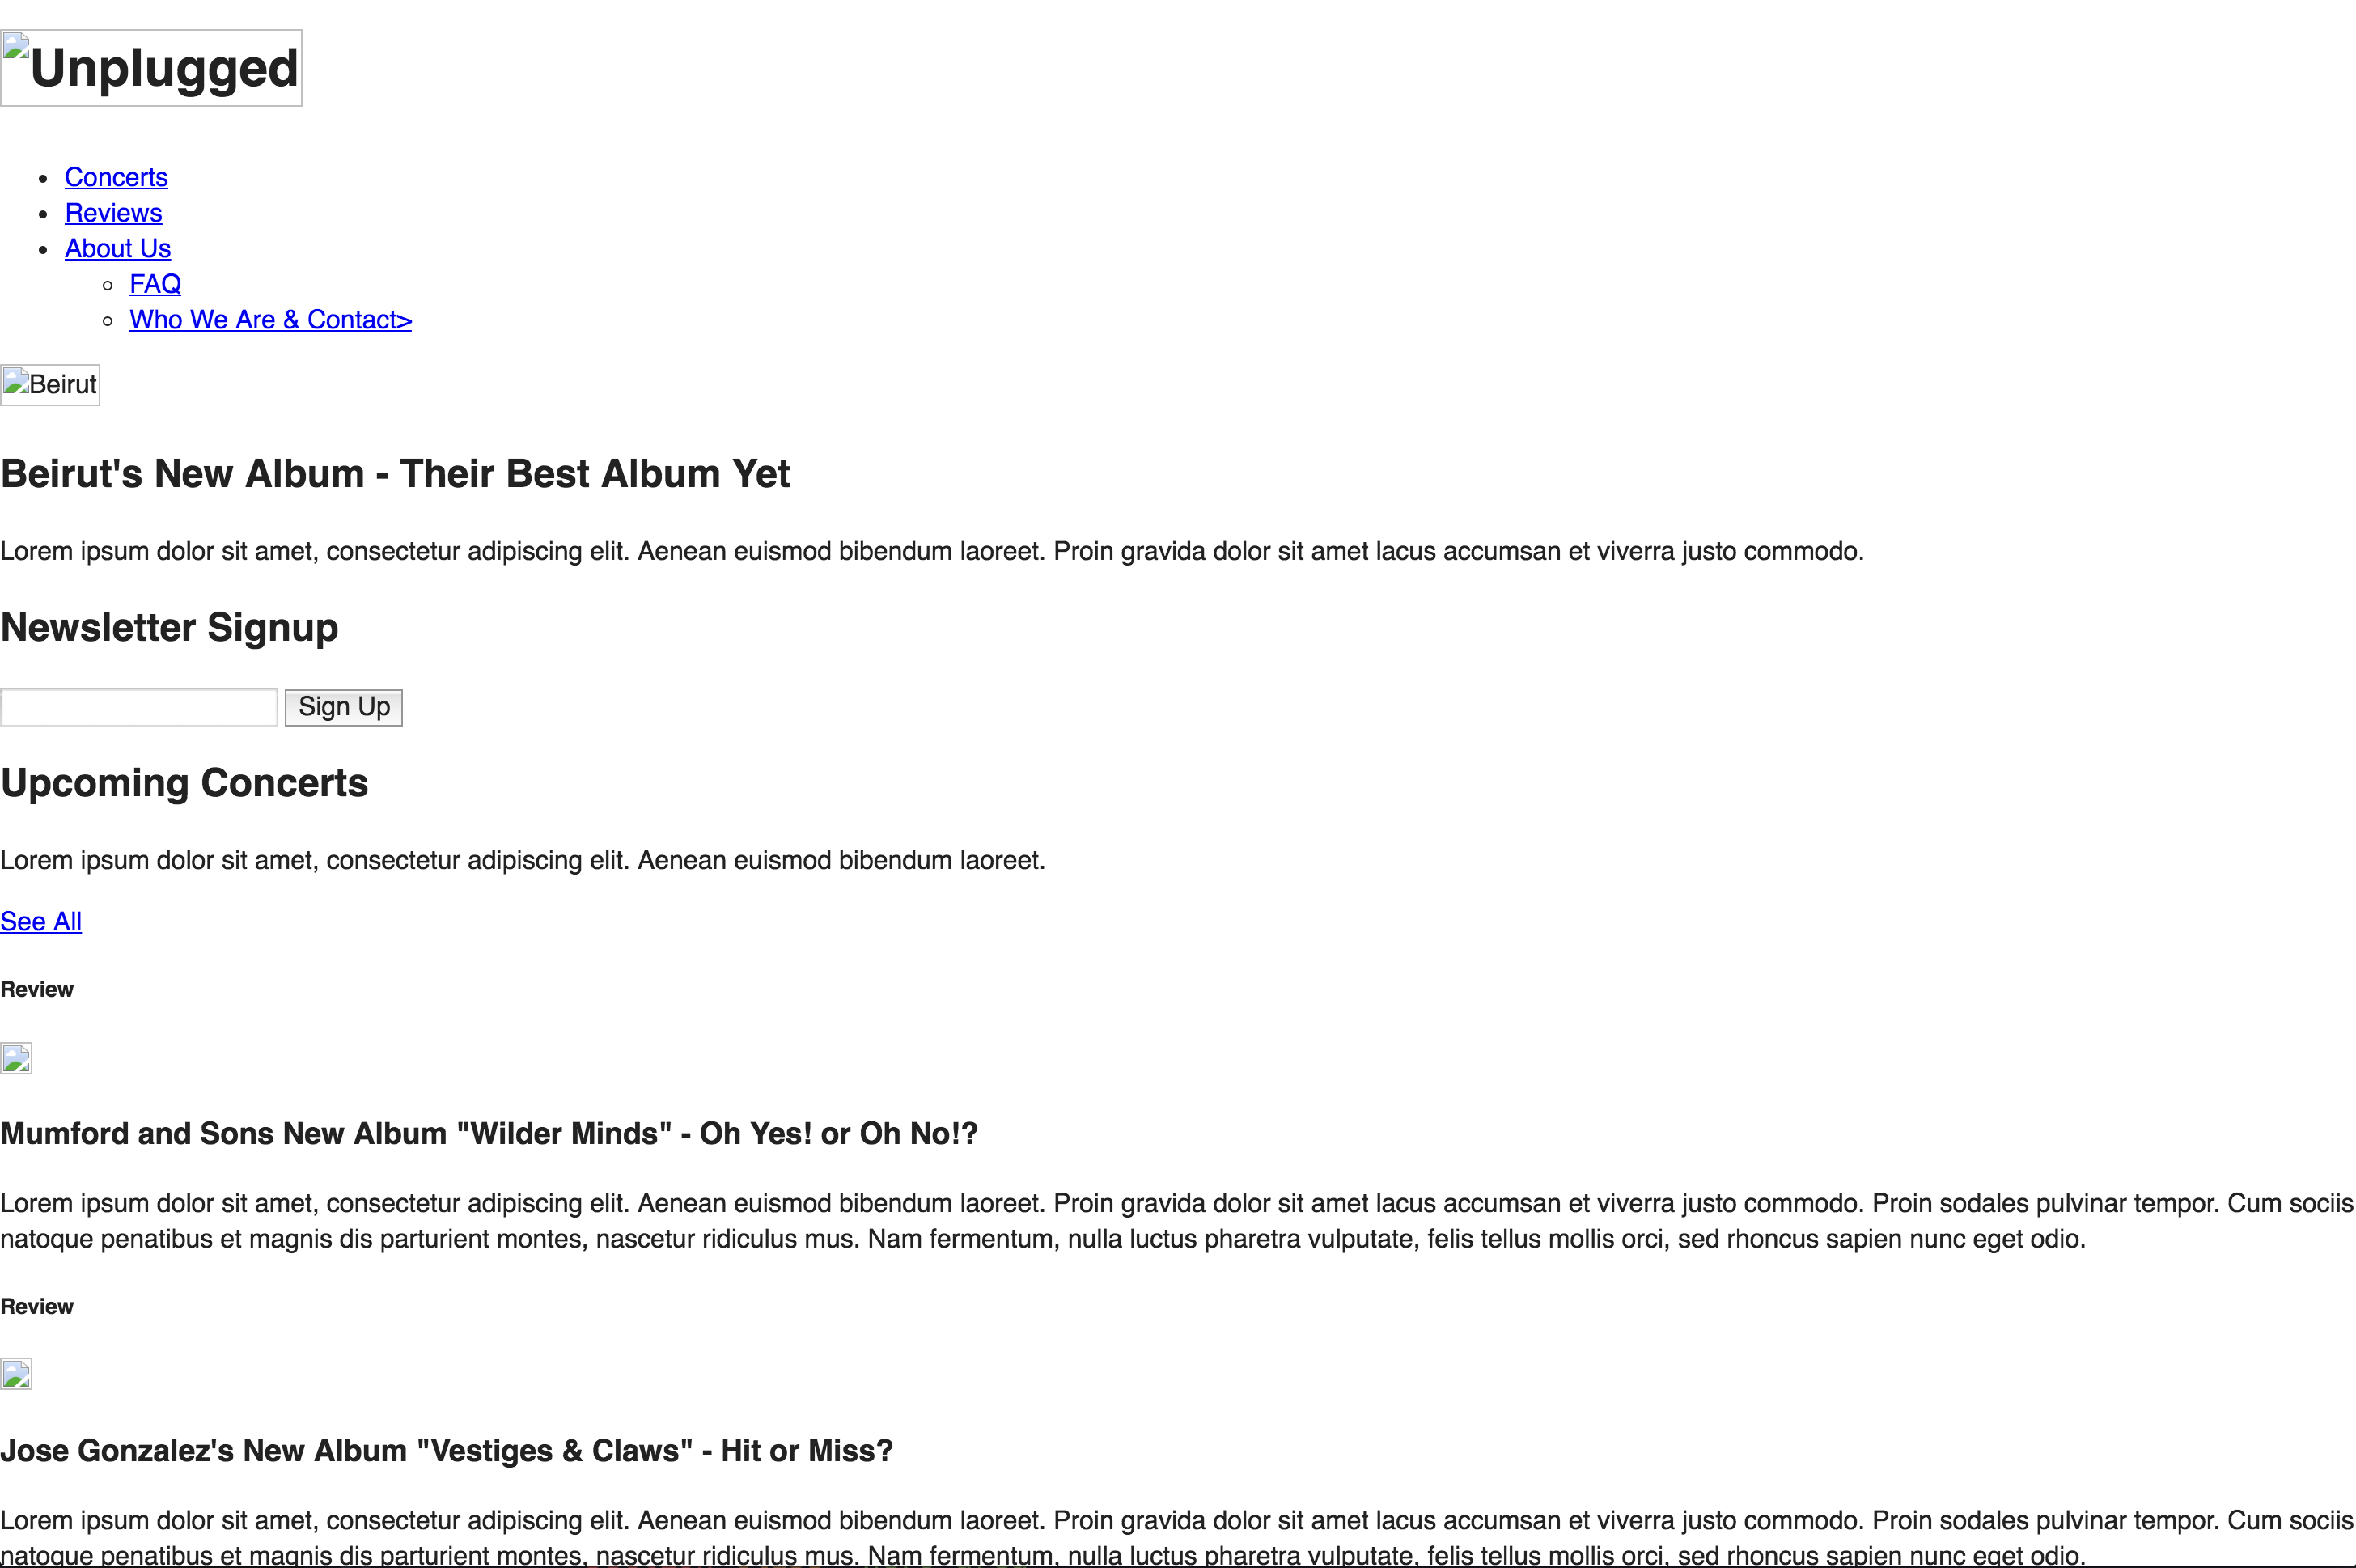 Unplugged
Concerts
Reviews
About Us
FAQ
Who We Are & Contact>
Beirut
Beirut's New Album - Their Best Album Yet
Lorem ipsum dolor sit amet, consectetur adipiscing elit. Aenean euismod bibendum laoreet. Proin gravida dolor sit amet lacus accumsan et viverra justo commodo.
Newsletter Signup
Sign Up
Upcoming Concerts
Lorem ipsum dolor sit amet, consectetur adipiscing elit. Aenean euismod bibendum laoreet.
See All
Review
Mumford and Sons New Album "Wilder Minds" - Oh Yes! or Oh No!?
Lorem ipsum dolor sit amet, consectetur adipiscing elit. Aenean euismod bibendum laoreet. Proin gravida dolor sit amet lacus accumsan et viverra justo commodo. Proin sodales pulvinar tempor. Cum sociis
natoque penatibus et magnis dis parturient montes, nascetur ridiculus mus. Nam fermentum, nulla luctus pharetra vulputate, felis tellus mollis orci, sed rhoncus sapien nunc eget odio.
Review
Jose Gonzalez's New Album "Vestiges & Claws" - Hit or Miss?
Lorem ipsum dolor sit amet, consectetur adipiscing elit. Aenean euismod bibendum laoreet. Proin gravida dolor sit amet lacus accumsan et viverra justo commodo. Proin sodales pulvinar tempor. Cum sociis
natoque penatibus et magnis dis parturient montes, nascetur ridiculus mus. Nam fermentum, nulla luctus pharetra vulputate, felis tellus mollis orci, sed rhoncus sapien nunc eget odio.